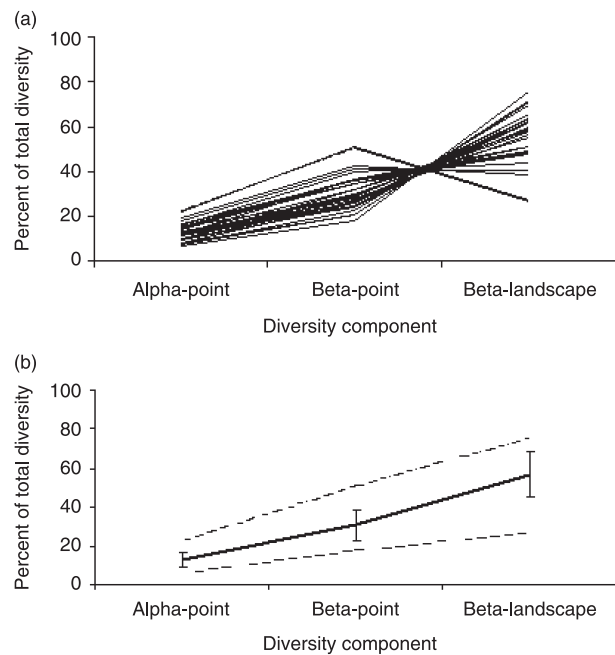 (a)
100
80
60
40
20
0
Percent of total diversity
Alpha-point Beta-point Beta-landscape
Diversity component
(b)
100
80
60
40
20
0
Percent of total diversity
Alpha-point Beta-point Beta-landscape
Diversity component